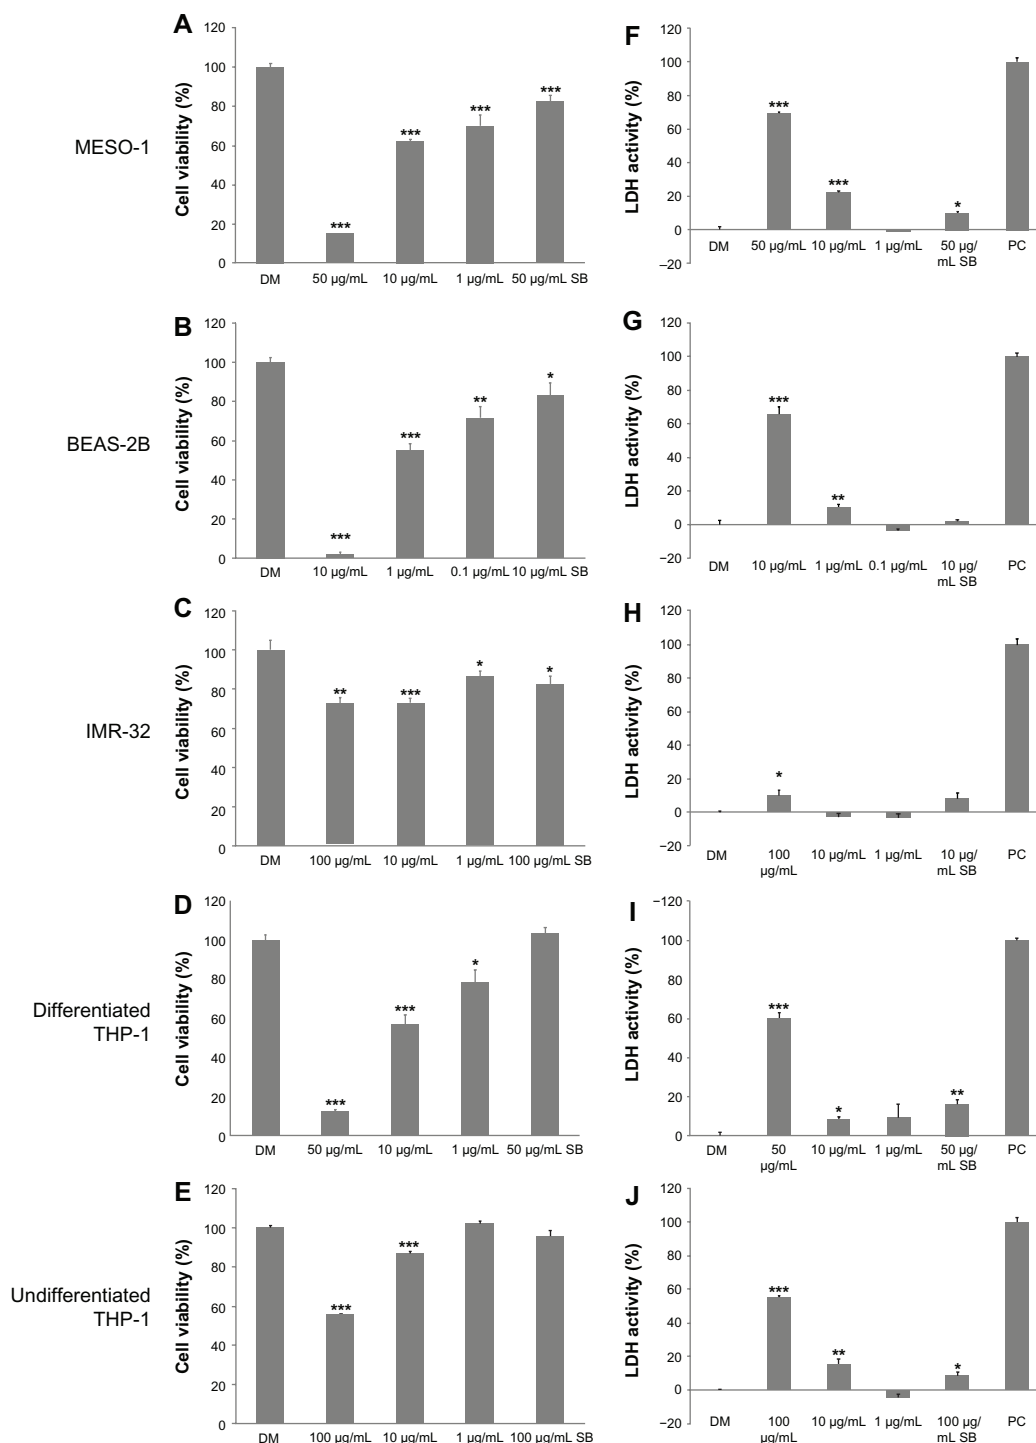 A
Cell viability (%)
120
100
80
60
40
20
0
***
***
***
***
DM 50 µg/mL 10 µg/mL 1 µg/mL 50 µg/mL SB
MESO-1
F
LDH activity (%)
120
100
80
60
40
20
0
−20
***
***
*
DM 50 µg/mL 10 µg/mL 1 µg/mL 50 µg/ PC
mL SB
B
Cell viability (%)
120
100
80
60
40
20
0
***
***
**
*
DM 10 µg/mL 1 µg/mL 0.1 µg/mL 10 µg/mL SB
BEAS-2B
G
LDH activity (%)
120
100
80
60
40
20
0
−20
***
**
DM 10 µg/mL 1 µg/mL 0.1 µg/mL 10 µg/ PC
mL SB
C
Cell viability (%)
120
100
80
60
40
20
0
**
***
*
*
DM 100 µg/mL 10 µg/mL 1 µg/mL 100 µg/mL SB
IMR-32
H
LDH activity (%)
120
100
80
60
40
20
0
−20
*
DM 100 10 µg/mL 1 µg/mL 10 µg/ PC
µg/mL mL SB
D
Cell viability (%)
120
100
80
60
40
20
0
***
***
*
DM 50 µg/mL 10 µg/mL 1 µg/mL 50 µg/mL SB
Differentiated
THP-1
I
LDH activity (%)
−120
100
80
60
40
20
0
***
*
**
DM 50 10 µg/mL 1 µg/mL 50 µg/ PC
µg/mL mL SB
E
Cell viability (%)
120
100
80
60
40
20
0
***
***
DM 100 µg/mL 10 µg/mL 1 µg/mL 100 µg/mL SB
Undifferentiated
THP-1
J
LDH activity (%)
120
100
80
60
40
20
0
−20
***
**
*
DM 100 10 µg/mL 1 µg/mL 100 µg/ PC
µg/mL mL SB